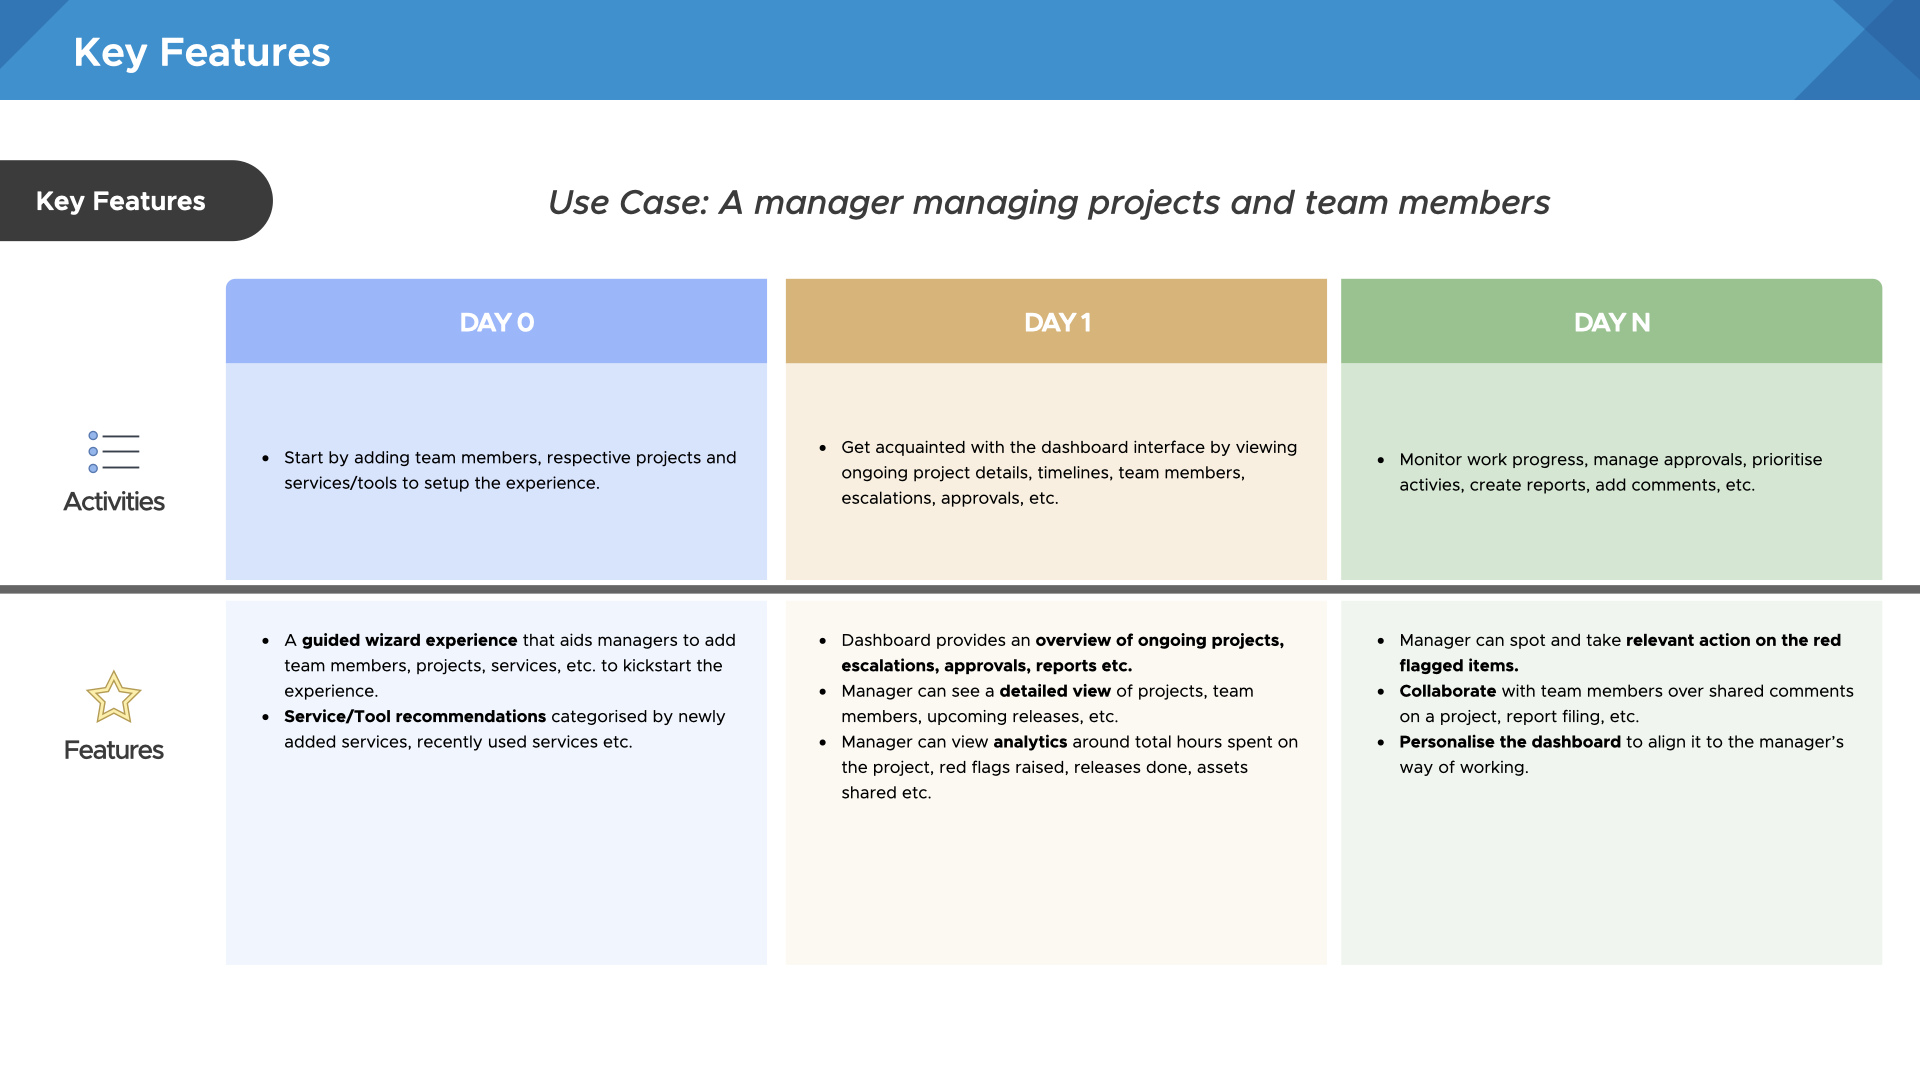 Key Features
Key Features
Use Case: A manager managing projects and team members
DAY 0
DAY 1
DAY N
Activities
• Start by adding team members, respective projects and
services/tools to setup the experience.
• Get acquainted with the dashboard interface by viewing
ongoing project details, timelines, team members,
escalations, approvals, etc.
• Monitor work progress, manage approvals, prioritise
activies, create reports, add comments, etc.
Features
• A guided wizard experience that aids managers to add
team members, projects, services, etc. to kickstart the
experience.
• Service/Tool recommendations categorised by newly
added services, recently used services etc.
• Dashboard provides an overview of ongoing projects,
escalations, approvals, reports etc.
• Manager can see a detailed view of projects, team
members, upcoming releases, etc.
• Manager can view analytics around total hours spent on
the project, red flags raised, releases done, assets
shared etc.
• Manager can spot and take relevant action on the red
flagged items.
• Collaborate with team members over shared comments
on a project, report filing, etc.
• Personalise the dashboard to align it to the manager’s
way of working.